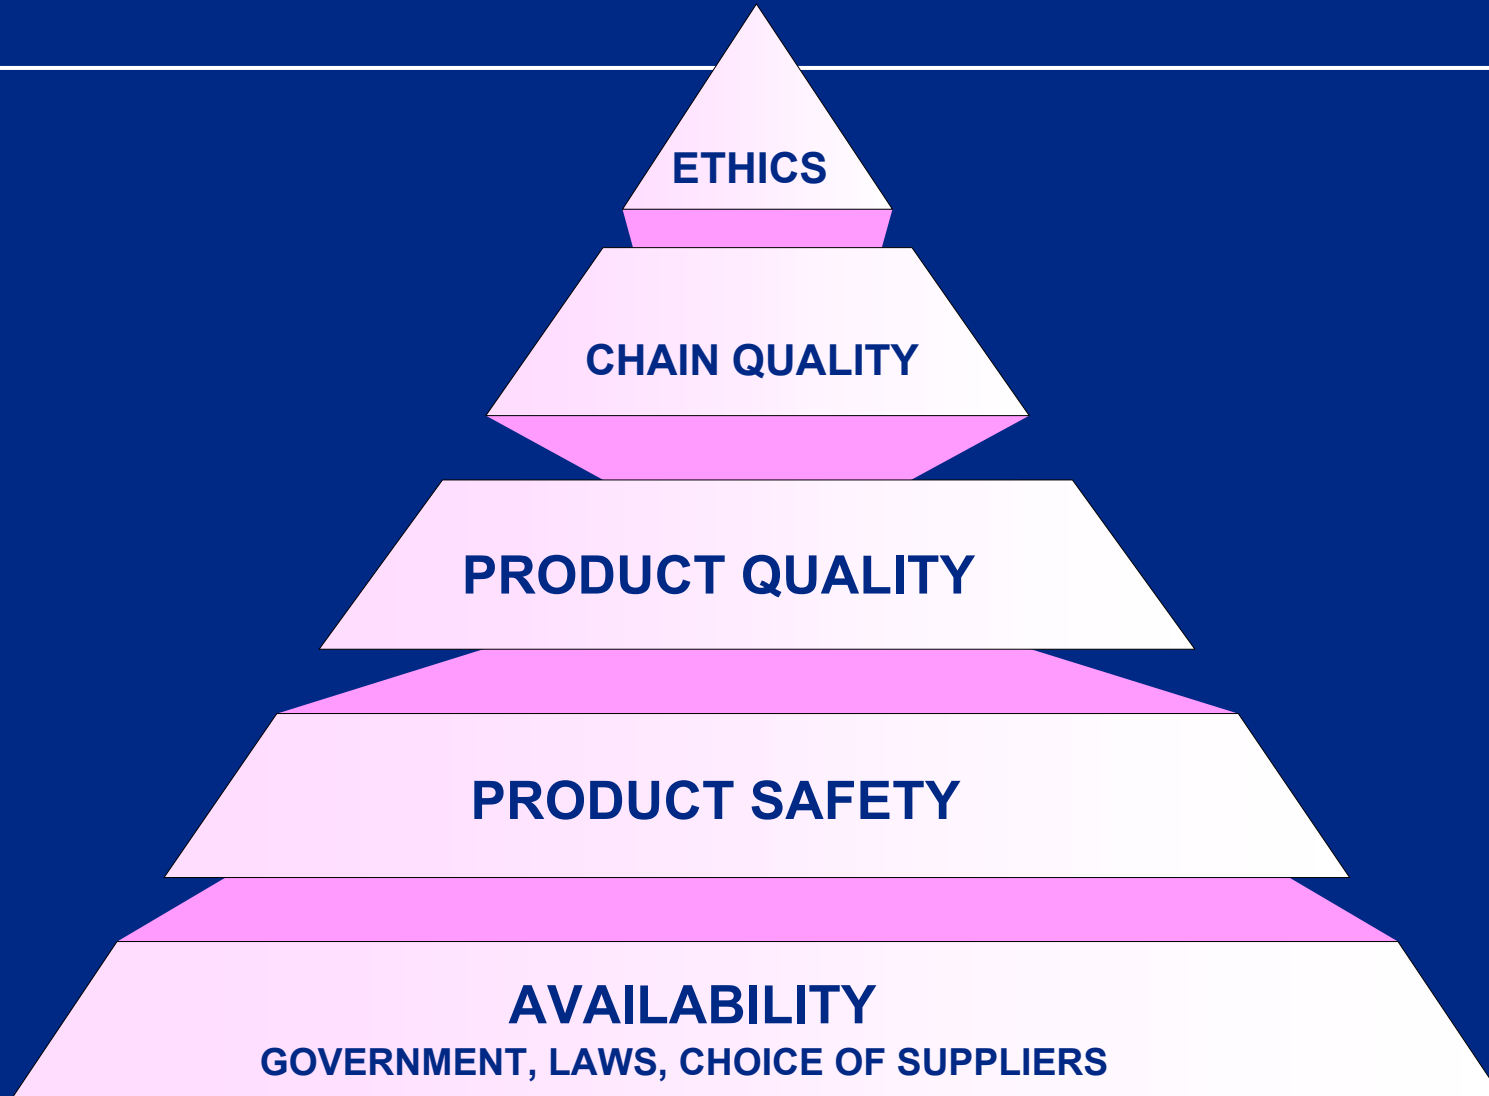 ETHICS
CHAIN QUALITY
PRODUCT QUALITY
PRODUCT SAFETY
AVAILABILITY
GOVERNMENT, LAWS, CHOICE OF SUPPLIERS